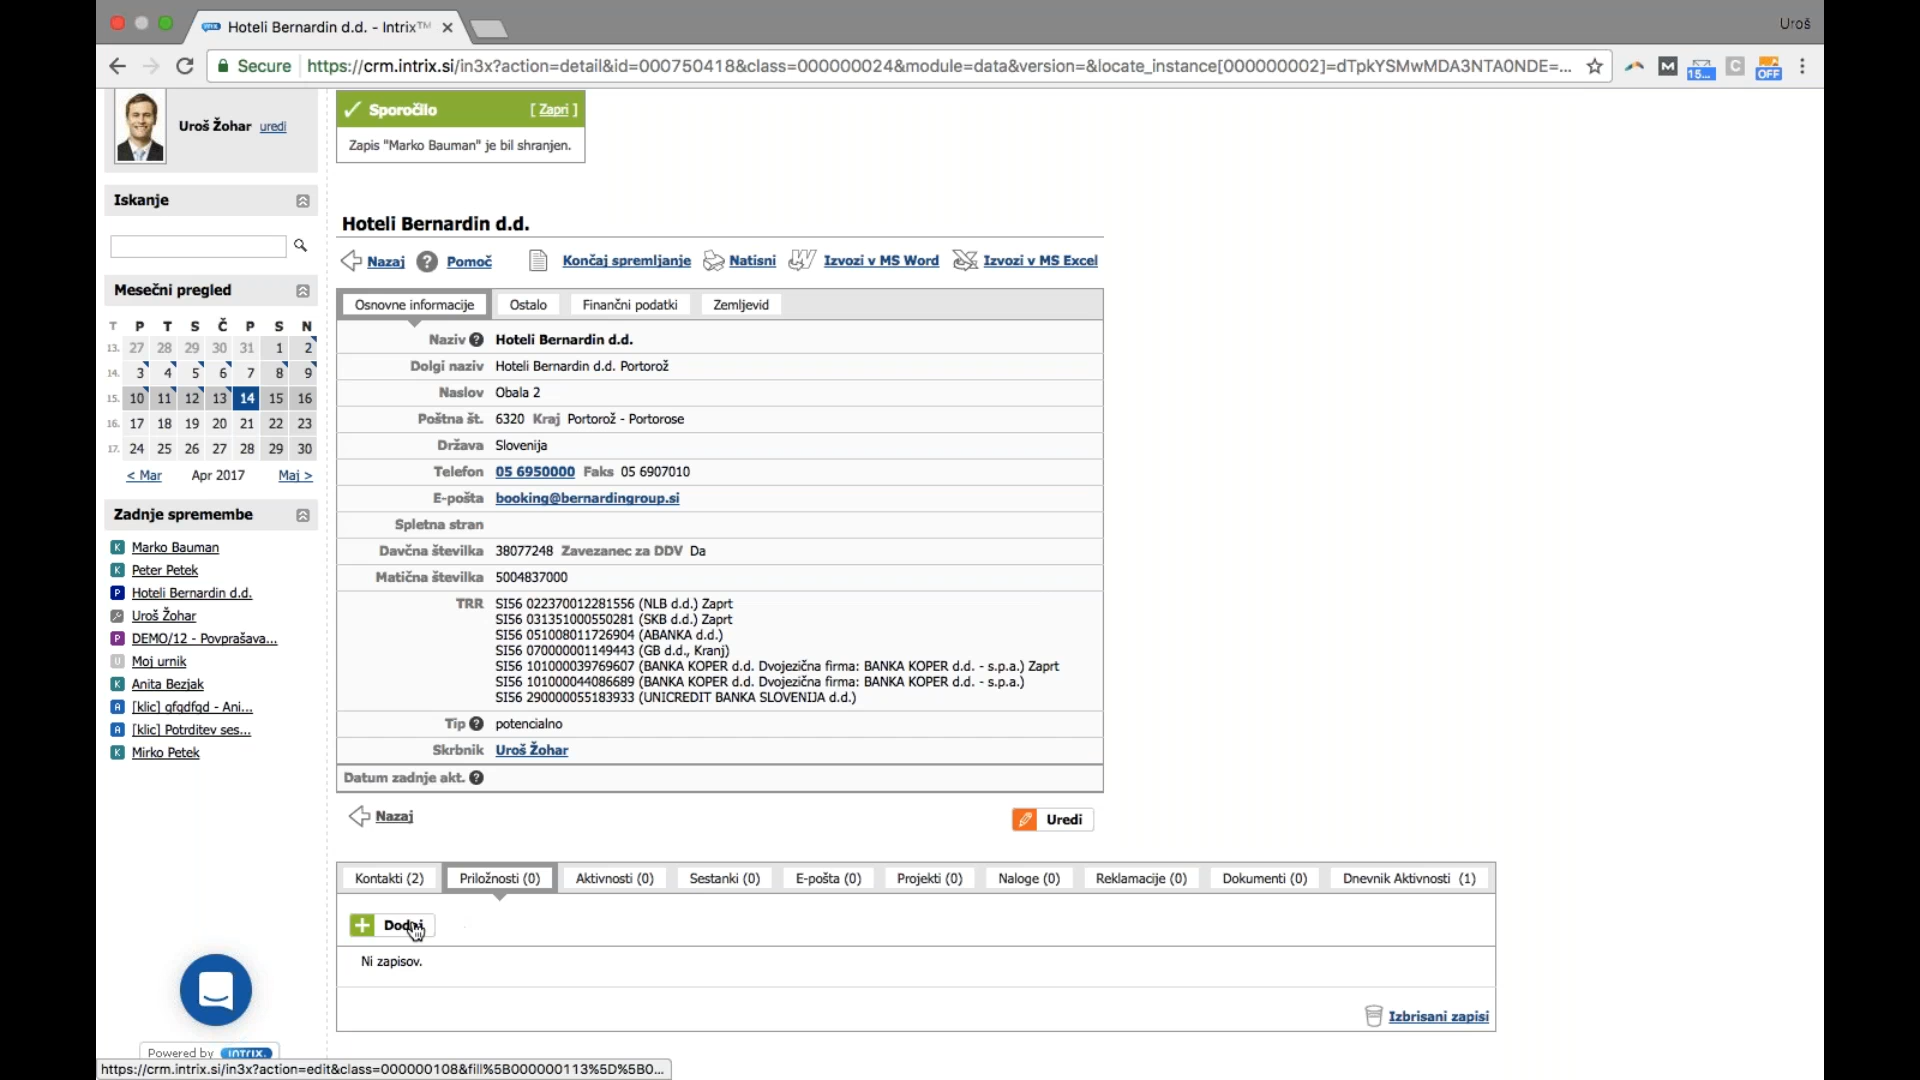 Hoteli Bernardin d.d. - Intrix™
Uroš
Secure https://crm.intrix.si/in3x?action=detail&id=000750418&class=000000024&module=data&version=&locate_instance[000000002]=dTpkYSMwMDA3NTA0NDE=...
M
15...
C
OFF
Uroš Žohar uredi
Sporočilo [ Zapri ]
Zapis "Marko Bauman" je bil shranjen.
Iskanje
Mesečni pregled
T P T S Č P S N
13. 27 28 29 30 31 1 2
14. 3 4 5 6 7 8 9
15. 10 11 12 13 14 15 16
16. 17 18 19 20 21 22 23
17. 24 25 26 27 28 29 30
< Mar Apr 2017 Maj >
Zadnje spremembe
K Marko Bauman
K Peter Petek
P Hoteli Bernardin d.d.
Uroš Žohar
P DEMO/12 - Povprašava...
U Moj urnik
K Anita Bezjak
A [klic] gfqdfgd - Ani...
A [klic] Potrditev ses...
K Mirko Petek
Powered by INTRIX.
Hoteli Bernardin d.d.
Nazaj ? Pomoč Končaj spremljanje Natisni Izvozi v MS Word Izvozi v MS Excel
Osnovne informacije Ostalo Finančni podatki Zemljevid
Naziv ? Hoteli Bernardin d.d.
Dolgi naziv Hoteli Bernardin d.d. Portorož
Naslov Obala 2
Poštna št. 6320 Kraj Portorož - Portorose
Država Slovenija
Telefon 05 6950000 Faks 05 6907010
E-pošta booking@bernardingroup.si
Spletna stran
Davčna številka 38077248 Zavezanec za DDV Da
Matična številka 5004837000
TRR SI56 022370012281556 (NLB d.d.) Zaprt
SI56 031351000550281 (SKB d.d.) Zaprt
SI56 051008011726904 (ABANKA d.d.)
SI56 070000001149443 (GB d.d., Kranj)
SI56 101000039769607 (BANKA KOPER d.d. Dvojezična firma: BANKA KOPER d.d. - s.p.a.) Zaprt
SI56 101000044086689 (BANKA KOPER d.d. Dvojezična firma: BANKA KOPER d.d. - s.p.a.)
SI56 290000055183933 (UNICREDIT BANKA SLOVENIJA d.d.)
Tip ? potencialno
Skrbnik Uroš Žohar
Datum zadnje akt. ?
Nazaj Uredi
Kontakti (2) Priložnosti (0) Aktivnosti (0) Sestanki (0) E-pošta (0) Projekti (0) Naloge (0) Reklamacije (0) Dokumenti (0) Dnevnik Aktivnosti (1)
Dodaj
Ni zapisov.
Izbrisani zapisi
https://crm.intrix.si/in3x?action=edit&class=000000108&fill%5B000000113%5D%5B0...